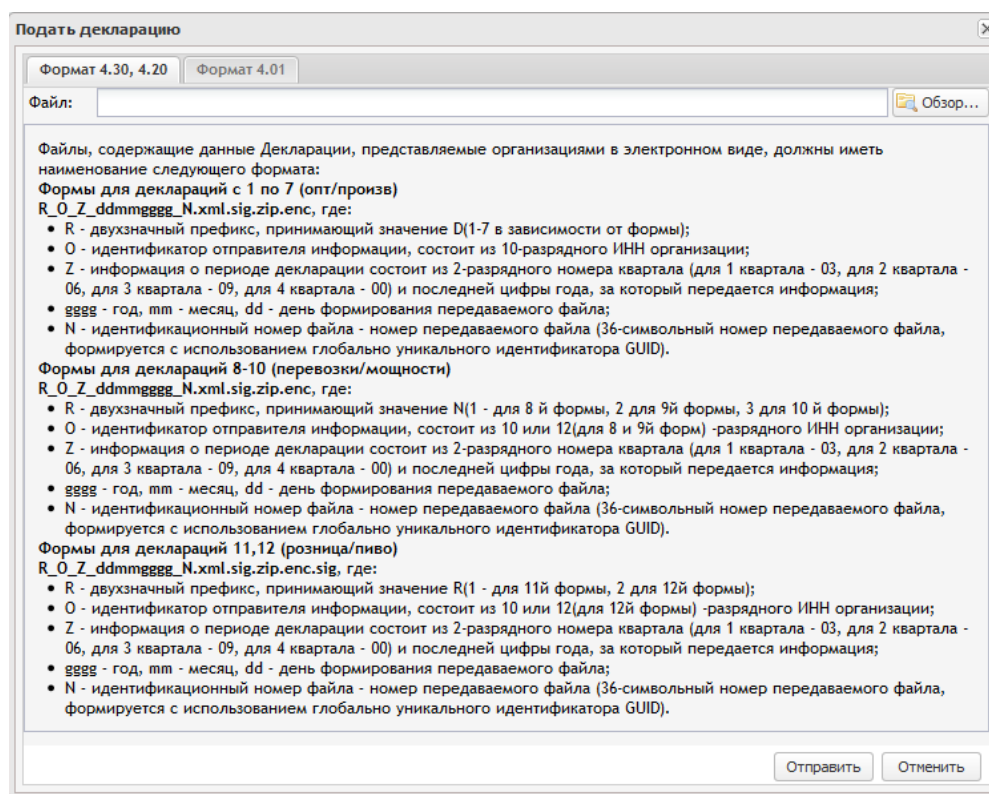 Подать декларацию
Формат 4.30, 4.20 Формат 4.01
Файл: Обзор...
Файлы, содержащие данные Декларации, представляемые организациями в электронном виде, должны иметь
наименование следующего формата:
Формы для деклараций с 1 по 7 (опт/произв)
R_O_Z_ddmmgggg_N.xml.sig.zip.enc, где:
• R - двухзначный префикс, принимающий значение D(1-7 в зависимости от формы);
• O - идентификатор отправителя информации, состоит из 10-разрядного ИНН организации;
• Z - информация о периоде декларации состоит из 2-разрядного номера квартала (для 1 квартала - 03, для 2 квартала -
06, для 3 квартала - 09, для 4 квартала - 00) и последней цифры года, за который передается информация;
• gggg - год, mm - месяц, dd - день формирования передаваемого файла;
• N - идентификационный номер файла - номер передаваемого файла (36-символьный номер передаваемого файла,
формируется с использованием глобально уникального идентификатора GUID).
Формы для деклараций 8-10 (перевозки/мощности)
R_O_Z_ddmmgggg_N.xml.sig.zip.enc, где:
• R - двухзначный префикс, принимающий значение N(1 - для 8 й формы, 2 для 9й формы, 3 для 10 й формы);
• O - идентификатор отправителя информации, состоит из 10 или 12(для 8 и 9й форм) -разрядного ИНН организации;
• Z - информация о периоде декларации состоит из 2-разрядного номера квартала (для 1 квартала - 03, для 2 квартала -
06, для 3 квартала - 09, для 4 квартала - 00) и последней цифры года, за который передается информация;
• gggg - год, mm - месяц, dd - день формирования передаваемого файла;
• N - идентификационный номер файла - номер передаваемого файла (36-символьный номер передаваемого файла,
формируется с использованием глобально уникального идентификатора GUID).
Формы для деклараций 11,12 (розница/пиво)
R_O_Z_ddmmgggg_N.xml.sig.zip.enc.sig, где:
• R - двухзначный префикс, принимающий значение R(1 - для 11й формы, 2 для 12й формы);
• O - идентификатор отправителя информации, состоит из 10 или 12(для 12й формы) -разрядного ИНН организации;
• Z - информация о периоде декларации состоит из 2-разрядного номера квартала (для 1 квартала - 03, для 2 квартала -
06, для 3 квартала - 09, для 4 квартала - 00) и последней цифры года, за который передается информация;
• gggg - год, mm - месяц, dd - день формирования передаваемого файла;
• N - идентификационный номер файла - номер передаваемого файла (36-символьный номер передаваемого файла,
формируется с использованием глобально уникального идентификатора GUID).
Отправить Отменить